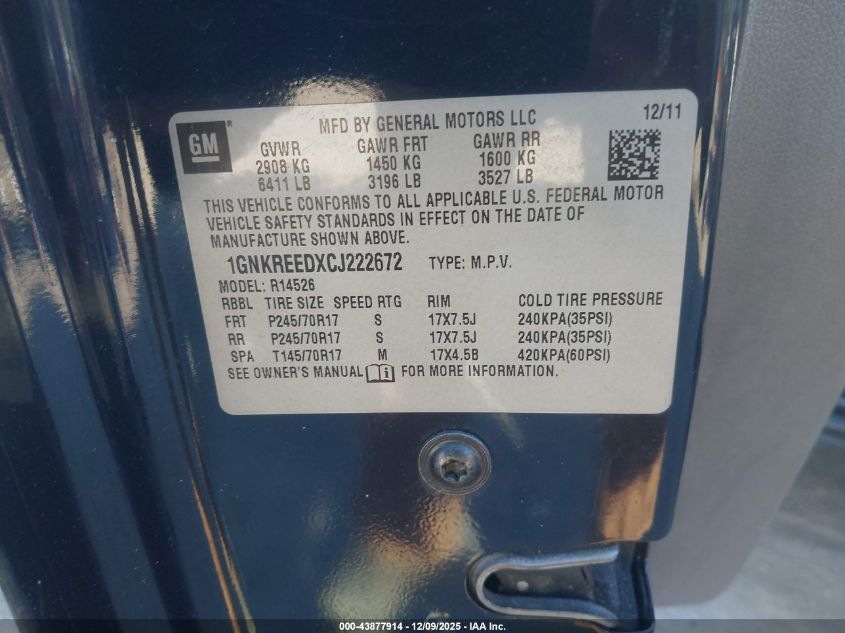 GM®
MFD BY GENERAL MOTORS LLC 12/11
GVWR GAWR FRT GAWR RR
2908 KG 1450 KG 1600 KG
6411 LB 3196 LB 3527 LB
THIS VEHICLE CONFORMS TO ALL APPLICABLE U.S. FEDERAL MOTOR
VEHICLE SAFETY STANDARDS IN EFFECT ON THE DATE OF
MANUFACTURE SHOWN ABOVE.
1GNKREEDXCJ222672 TYPE: M.P.V.
MODEL: R14526
RBBL TIRE SIZE SPEED RTG RIM COLD TIRE PRESSURE
FRT P245/70R17 S 17X7.5J 240KPA(35PSI)
RR P245/70R17 S 17X7.5J 240KPA(35PSI)
SPA T145/70R17 M 17X4.5B 420KPA(60PSI)
SEE OWNER'S MANUAL FOR MORE INFORMATION.
000-43877914 - 12/09/2025 - IAA Inc.